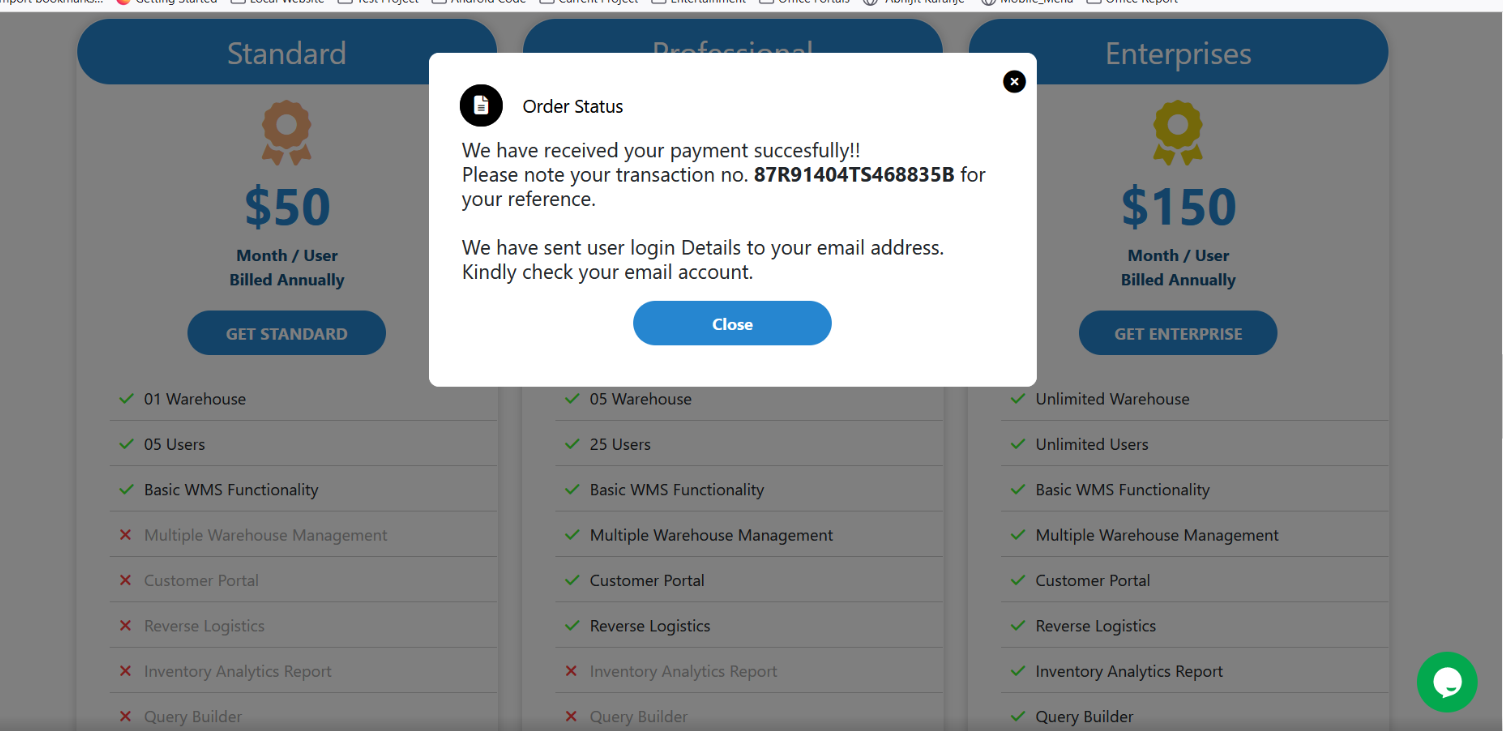 Getting Started Local Website Test Project Android Code Current Project Entertainment Office Portals Abhijit Karanje Mobile_Menu Office Report
Standard
Professional
Enterprises
Order Status
We have received your payment succesfully!!
Please note your transaction no. 87R91404TS468835B for
your reference.
We have sent user login Details to your email address.
Kindly check your email account.
Close
$50
Month / User
Billed Annually
GET STANDARD
01 Warehouse
05 Users
Basic WMS Functionality
Multiple Warehouse Management
Customer Portal
Reverse Logistics
Inventory Analytics Report
Query Builder
05 Warehouse
25 Users
Basic WMS Functionality
Multiple Warehouse Management
Customer Portal
Reverse Logistics
Inventory Analytics Report
Query Builder
$150
Month / User
Billed Annually
GET ENTERPRISE
Unlimited Warehouse
Unlimited Users
Basic WMS Functionality
Multiple Warehouse Management
Customer Portal
Reverse Logistics
Inventory Analytics Report
Query Builder